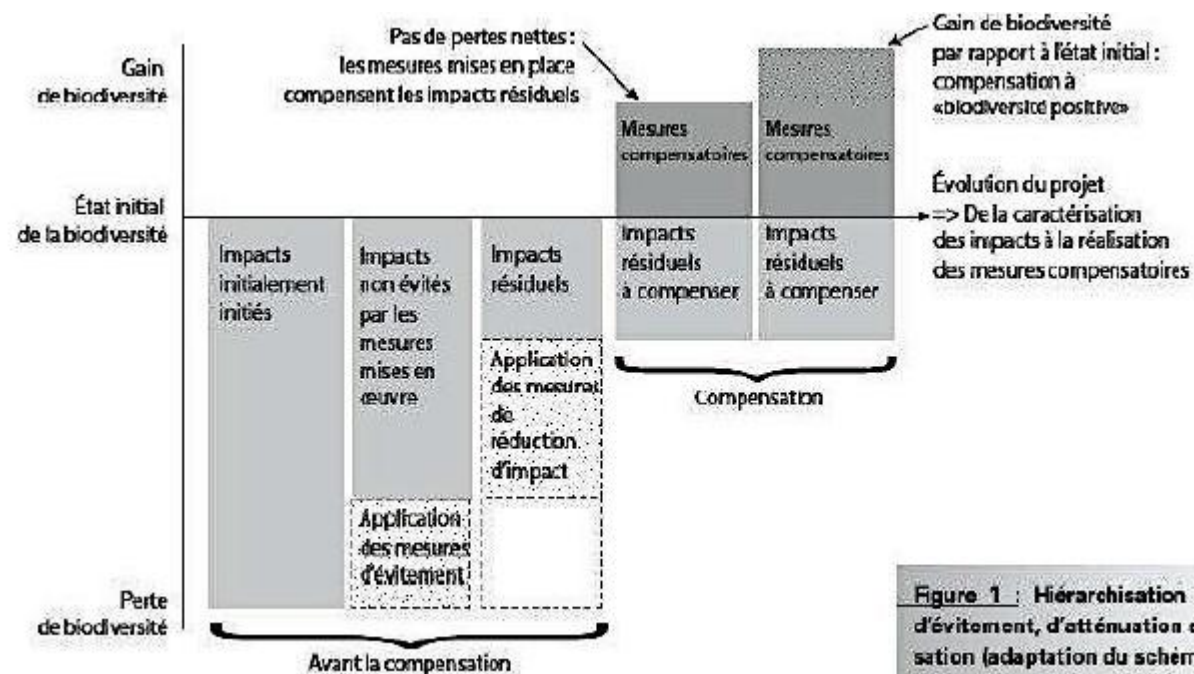 Gain
de biodiversité
Pas de pertes nettes :
les mesures mises en place
compensent les impacts résiduels
Gain de biodiversité
par rapport à l'état initial :
compensation à
«biodiversité positive»
Mesures
compensatoires
Mesures
compensatoires
État initial
de la biodiversité
Évolution du projet
=> De la caractérisation
des impacts à la réalisation
des mesures compensatoires
Impacts
initialement
initiés
Impacts
non évités
par les
mesures
mises en
œuvre
Impacts
résiduels
Impacts
résiduels
à compenser
Impacts
résiduels
à compenser
Application
des mesures
de
réduction
d'impact
Compensation
Application
des mesures
d'évitement
Perte
de biodiversité
Avant la compensation
Figure 1 : Hiérarchisation
d'évitement, d'atténuation
sation (adaptation du